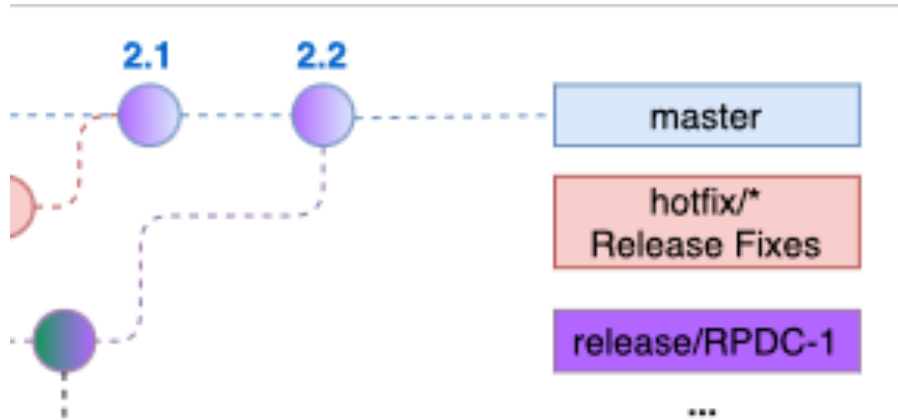 2.1
2.2
master
hotfix/*
Release Fixes
release/RPDC-1
...